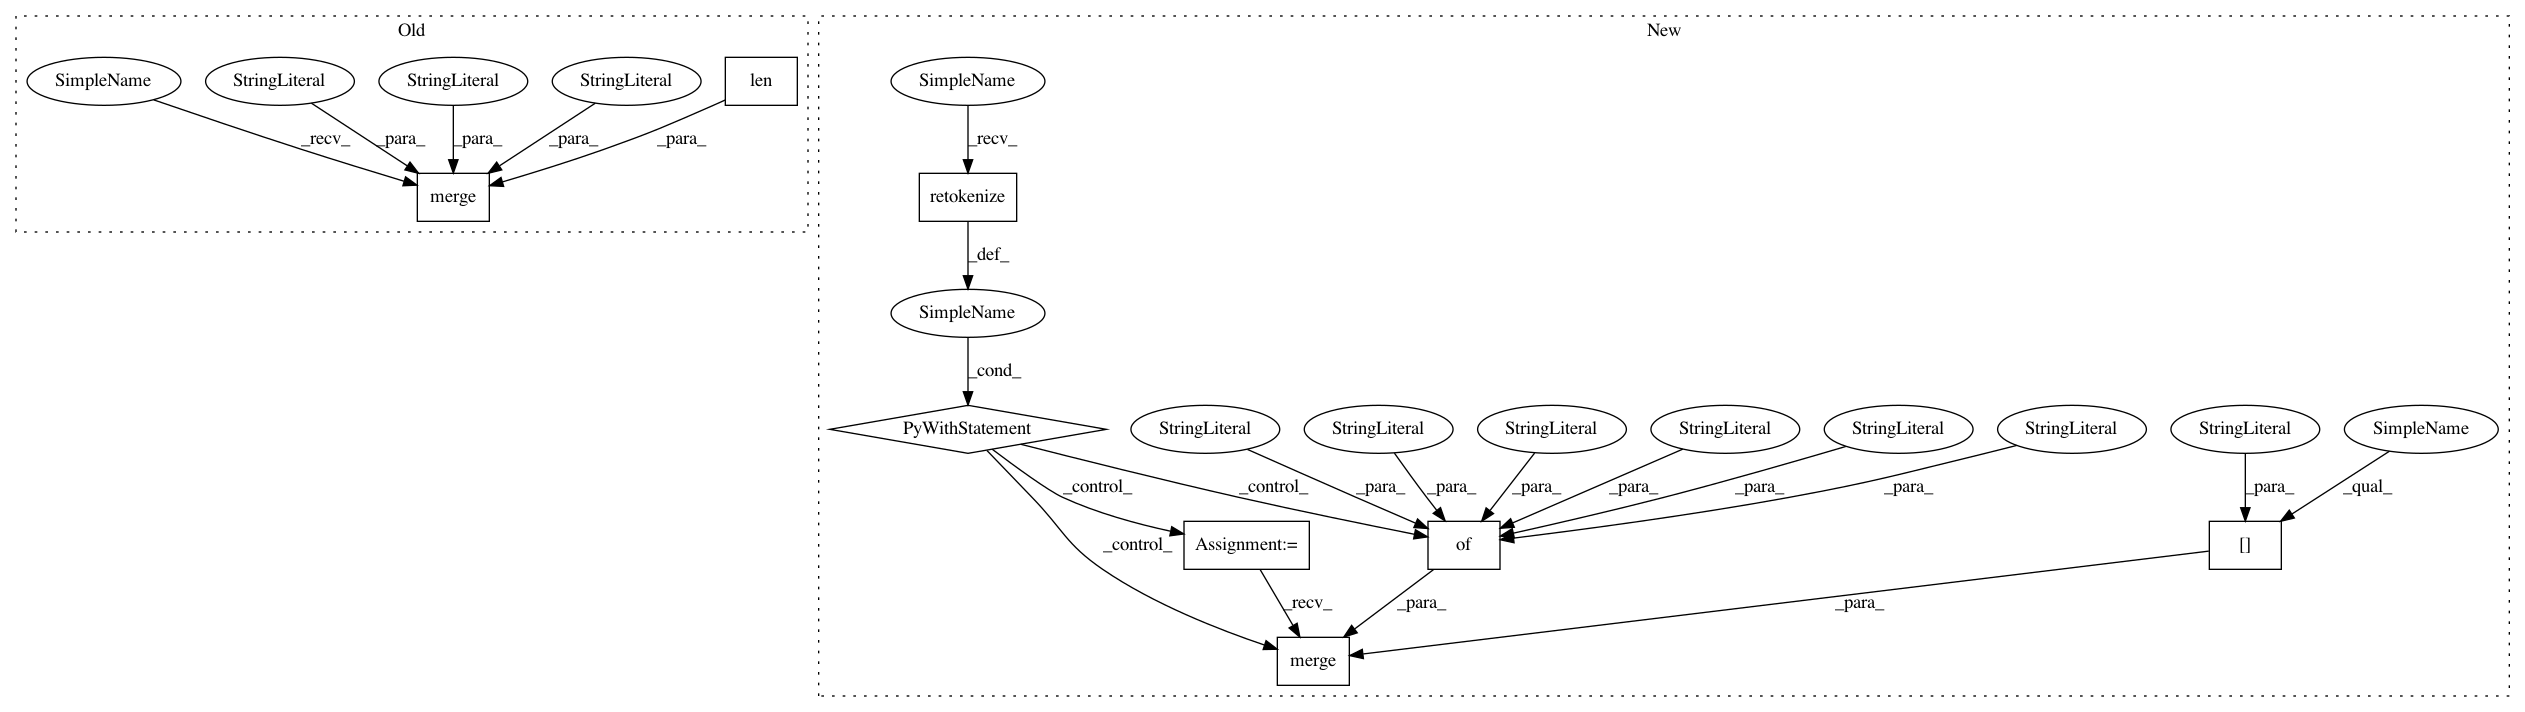 Old
New
SimpleName
StringLiteral
StringLiteral
StringLiteral
len
SimpleName
_recv_
_para_
_para_
_para_
_para_
_recv_
merge
retokenize
_def_
SimpleName
_cond_
PyWithStatement
StringLiteral
StringLiteral
StringLiteral
StringLiteral
StringLiteral
StringLiteral
StringLiteral
SimpleName
_control_
_control_
_para_
_para_
_para_
_para_
_para_
_para_
_para_
_qual_
_control_
Assignment:=
of
[]
_recv_
_para_
_para_
merge